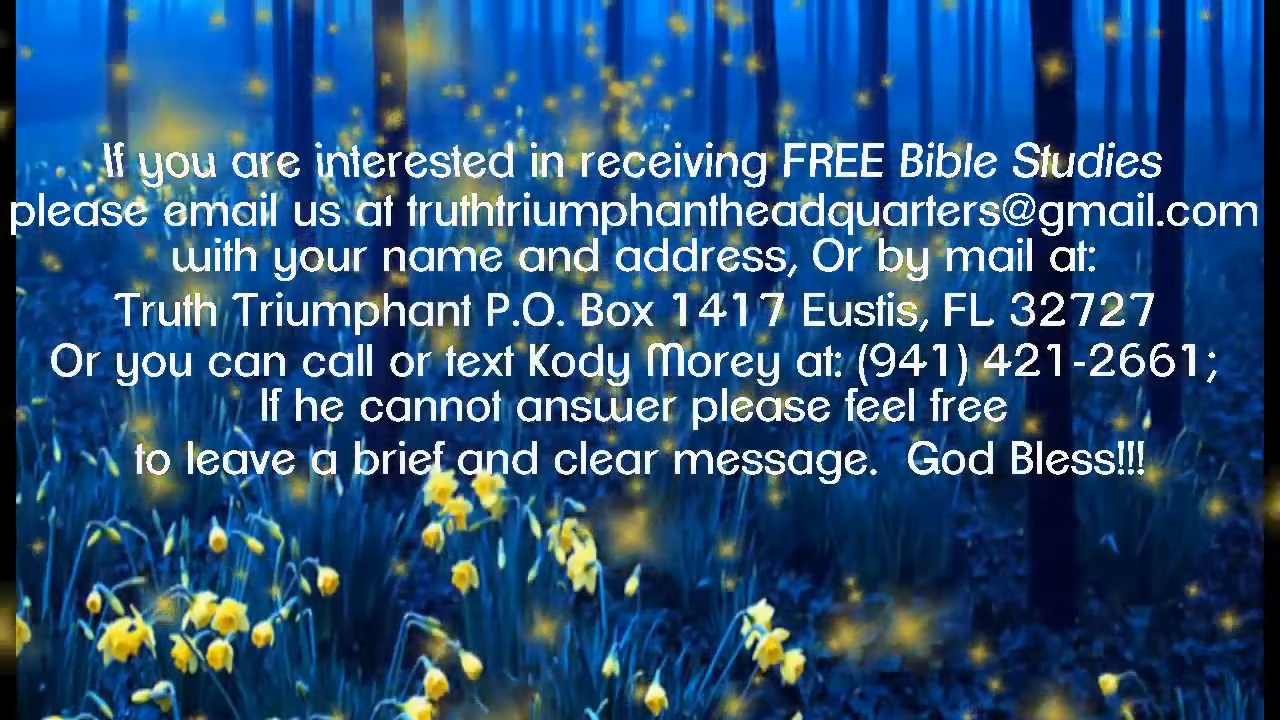 If you are interested in receiving FREE Bible Studies
please email us at truthtriumphantheadquarters@gmail.com
with your name and address, Or by mail at:
Truth Triumphant P.O. Box 1417 Eustis, FL 32727
Or you can call or text Kody Morey at: (941) 421-2661;
If he cannot answer please feel free
to leave a brief and clear message.  God Bless!!!